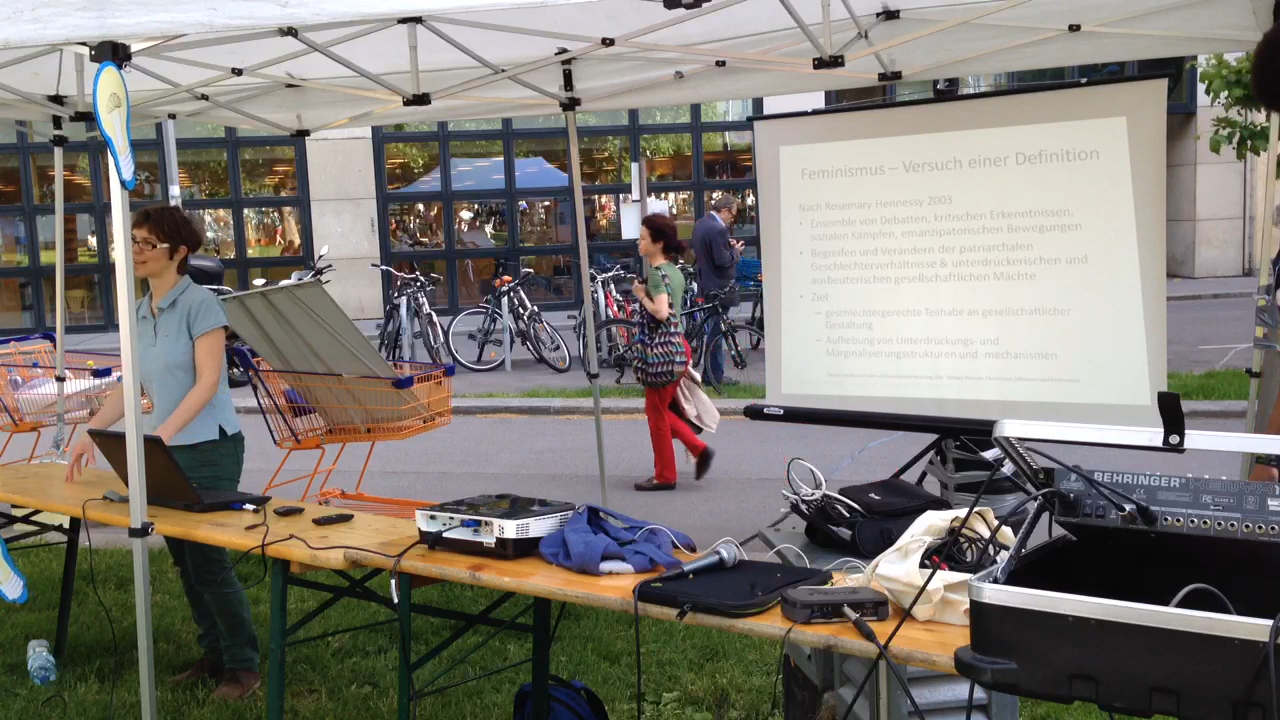 Feminismus – Versuch einer Definition
Nach Rosemary Hennessy 2003
• Ensemble von Debatten, kritischen Erkenntnissen,
sozialen Kämpfen, emanzipatorischen Bewegungen
• Begreifen und Verändern der patriarchalen
Geschlechterverhältnisse & unterdrückerischen und
ausbeuterischen gesellschaftlichen Mächte
• Ziel:
– geschlechtergerechte Teilhabe an gesellschaftlicher
Gestaltung
– Aufhebung von Unterdrückungs- und
Marginalisierungsstrukturen und -mechanismen
BEHRINGER